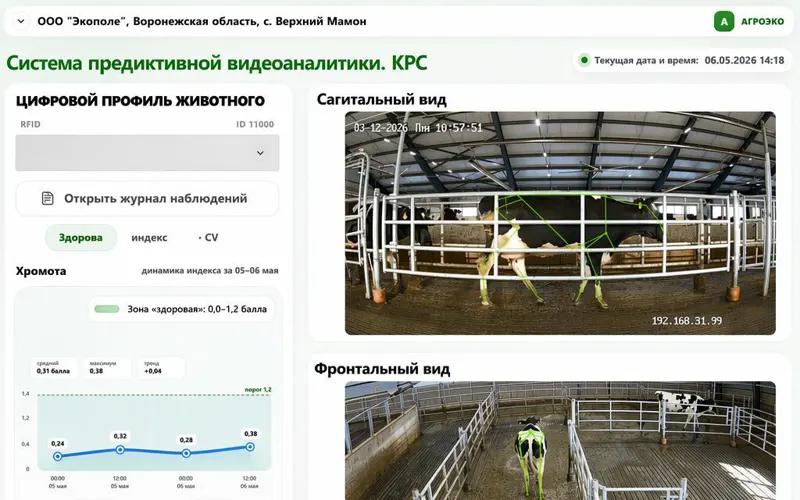 ООО "Экополе", Воронежская область, с. Верхний Мамон
А АГРОЭКО
Система предиктивной видеоаналитики. КРС
Текущая дата и время: 06.05.2026 14:18
ЦИФРОВОЙ ПРОФИЛЬ ЖИВОТНОГО
RFID ID 11000
Открыть журнал наблюдений
Здорова индекс · CV
Хромота динамика индекса за 05–06 мая
Зона «здоровая»: 0,0–1,2 балла
средний максимум тренд
0,31 балла 0,38 +0,04
порог 1,2
1,4
1,2
0,4
0
0,24 0,32 0,28 0,38
00:00 12:00 00:00 12:00
05 мая 05 мая 06 мая 06 мая
Сагитальный вид
03-12-2026 Пнн 10:57:51
192.168.31.99
Фронтальный вид